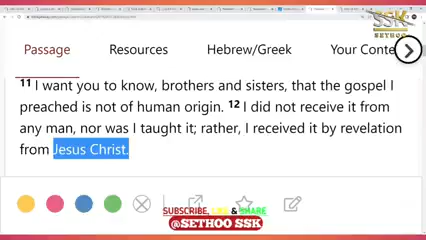 SSK
SETHOO
Passage Resources Hebrew/Greek Your Conte
11 I want you to know, brothers and sisters, that the gospel I
preached is not of human origin. 12 I did not receive it from
any man, nor was I taught it; rather, I received it by revelation
from Jesus Christ.
SUBSCRIBE, LIKE & SHARE
@SETHOO SSK